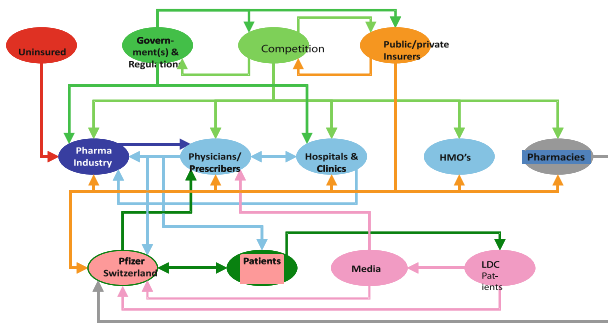 Uninsured
Govern-
ment(s) &
Regulations
Competition
Public/private
Insurers
Pharma
Industry
Physicians/
Prescribers
Hospitals &
Clinics
HMO's
Pharmacies
Pfizer
Switzerland
Patients
Media
LDC
Pat-
ients